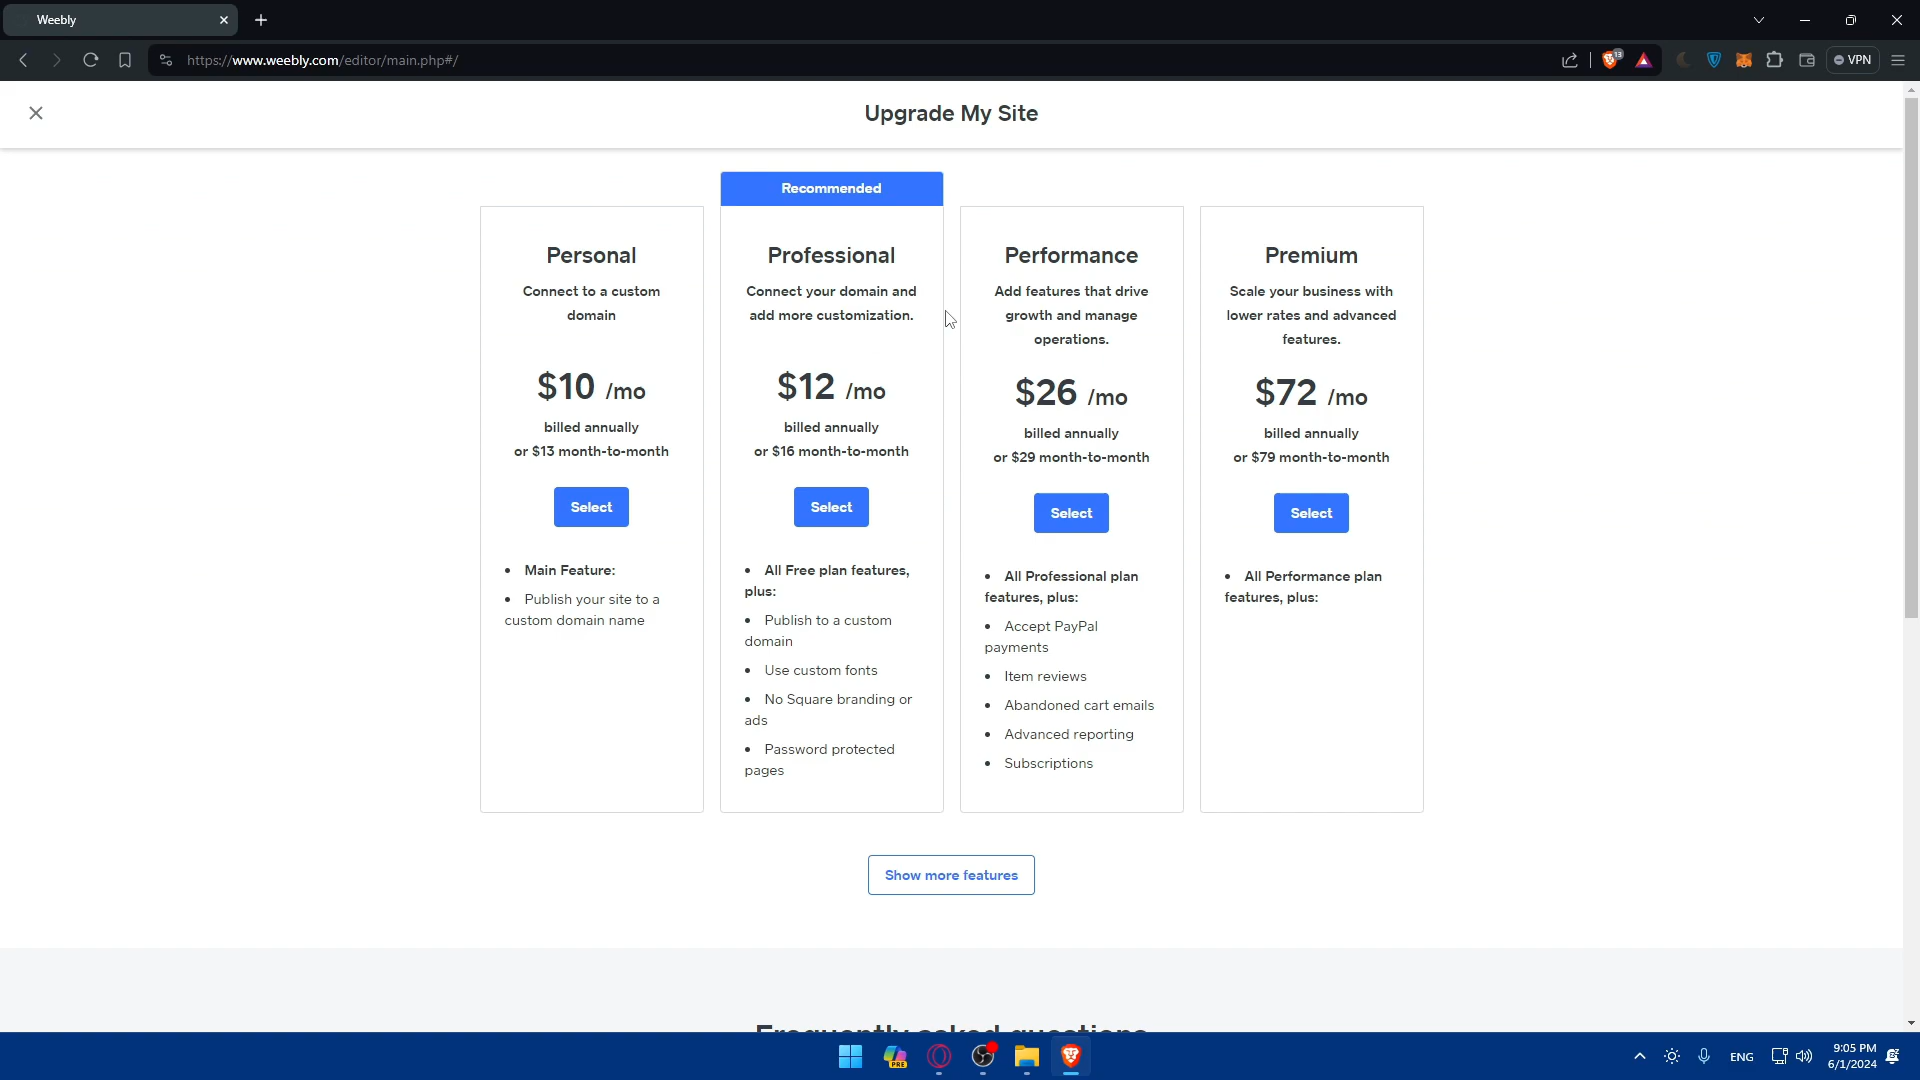 Weebly
https://www.weebly.com/editor/main.php#/
13
VPN
Upgrade My Site
Recommended
Personal
Connect to a custom
domain
$10 /mo
billed annually
or $13 month-to-month
Select
• Main Feature:
• Publish your site to a
custom domain name
Professional
Connect your domain and
add more customization.
$12 /mo
billed annually
or $16 month-to-month
Select
• All Free plan features,
plus:
• Publish to a custom
domain
• Use custom fonts
• No Square branding or
ads
• Password protected
pages
Performance
Add features that drive
growth and manage
operations.
$26 /mo
billed annually
or $29 month-to-month
Select
• All Professional plan
features, plus:
• Accept PayPal
payments
• Item reviews
• Abandoned cart emails
• Advanced reporting
• Subscriptions
Premium
Scale your business with
lower rates and advanced
features.
$72 /mo
billed annually
or $79 month-to-month
Select
• All Performance plan
features, plus:
Show more features
Frequently asked questions
PRE
ENG
9:05 PM
6/1/2024